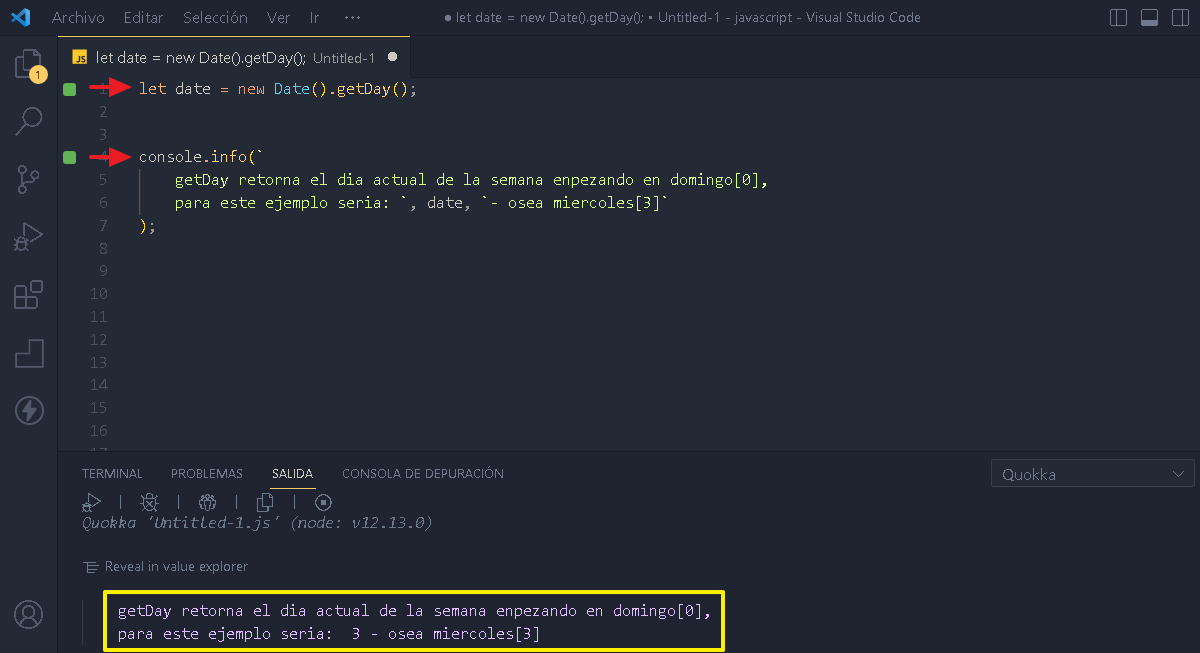 Archivo Editar Selección Ver Ir ···
● let date = new Date().getDay(); • Untitled-1 - javascript - Visual Studio Code
JS let date = new Date().getDay(); Untitled-1 ●
1 let date = new Date().getDay();
2
3
4 console.info(`
5 getDay retorna el dia actual de la semana enpezando en domingo[0],
6 para este ejemplo seria: `, date, `- osea miercoles[3]`
7 );
8
9
10
11
12
13
14
15
16
17
1
TERMINAL PROBLEMAS SALIDA CONSOLA DE DEPURACIÓN Quokka
Quokka 'Untitled-1.js' (node: v12.13.0)
Reveal in value explorer
getDay retorna el dia actual de la semana enpezando en domingo[0],
para este ejemplo seria:  3 - osea miercoles[3]